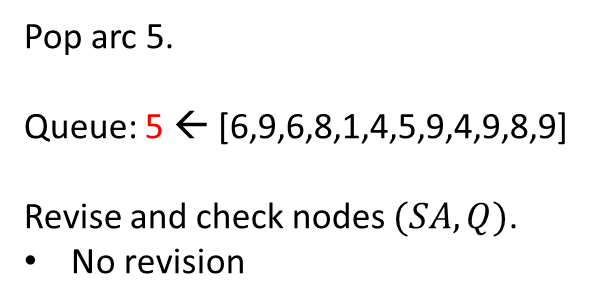 Pop arc 5.
Queue: 5 ← [6,9,6,8,1,4,5,9,4,9,8,9]
Revise and check nodes (SA, Q).
• No revision